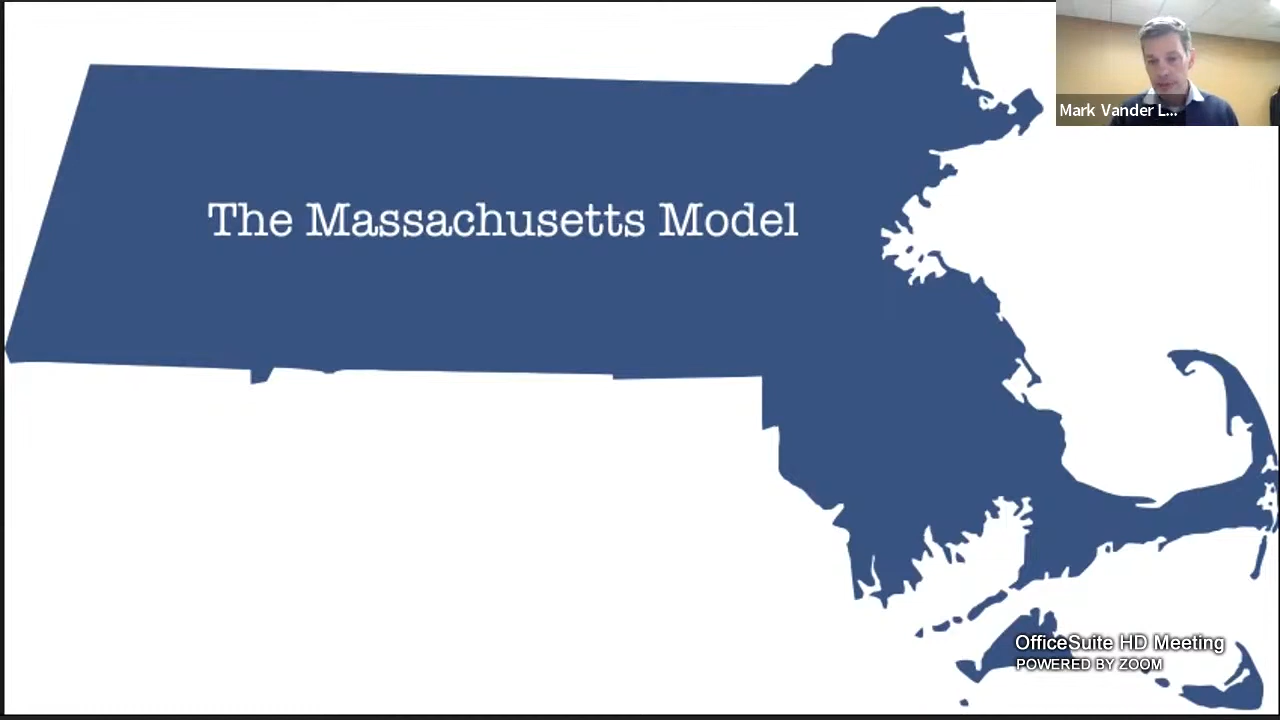 Mark Vander L...
The Massachusetts Model
OfficeSuite HD Meeting
POWERED BY ZOOM